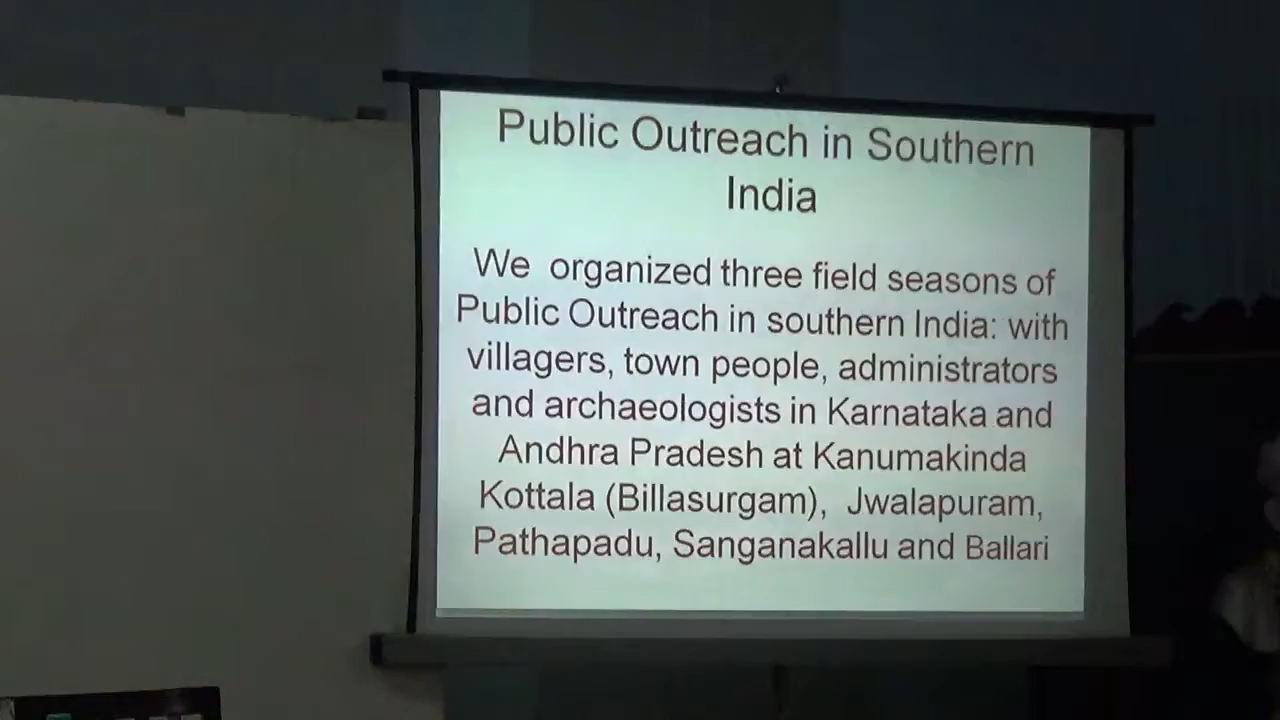 Public Outreach in Southern
India
We organized three field seasons of
Public Outreach in southern India: with
villagers, town people, administrators
and archaeologists in Karnataka and
Andhra Pradesh at Kanumakinda
Kottala (Billasurgam), Jwalapuram,
Pathapadu, Sanganakallu and Ballari